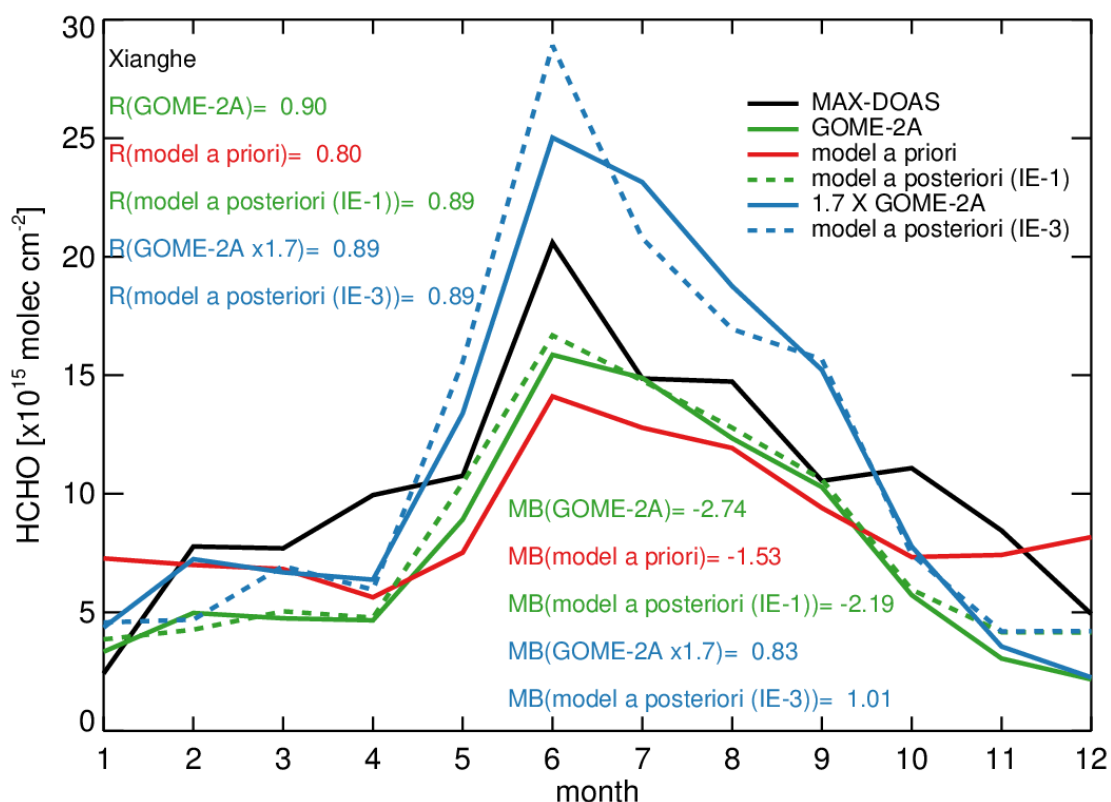 Xianghe
R(GOME-2A)= 0.90
R(model a priori)= 0.80
R(model a posteriori (IE-1))= 0.89
R(GOME-2A x1.7)= 0.89
R(model a posteriori (IE-3))= 0.89
MAX-DOAS
GOME-2A
model a priori
model a posteriori (IE-1)
1.7 X GOME-2A
model a posteriori (IE-3)
MB(GOME-2A)= -2.74
MB(model a priori)= -1.53
MB(model a posteriori (IE-1))= -2.19
MB(GOME-2A x1.7)= 0.83
MB(model a posteriori (IE-3))= 1.01
HCHO [x10¹⁵ molec cm⁻²]
30
25
20
15
10
5
0
1 2 3 4 5 6 7 8 9 10 11 12
month